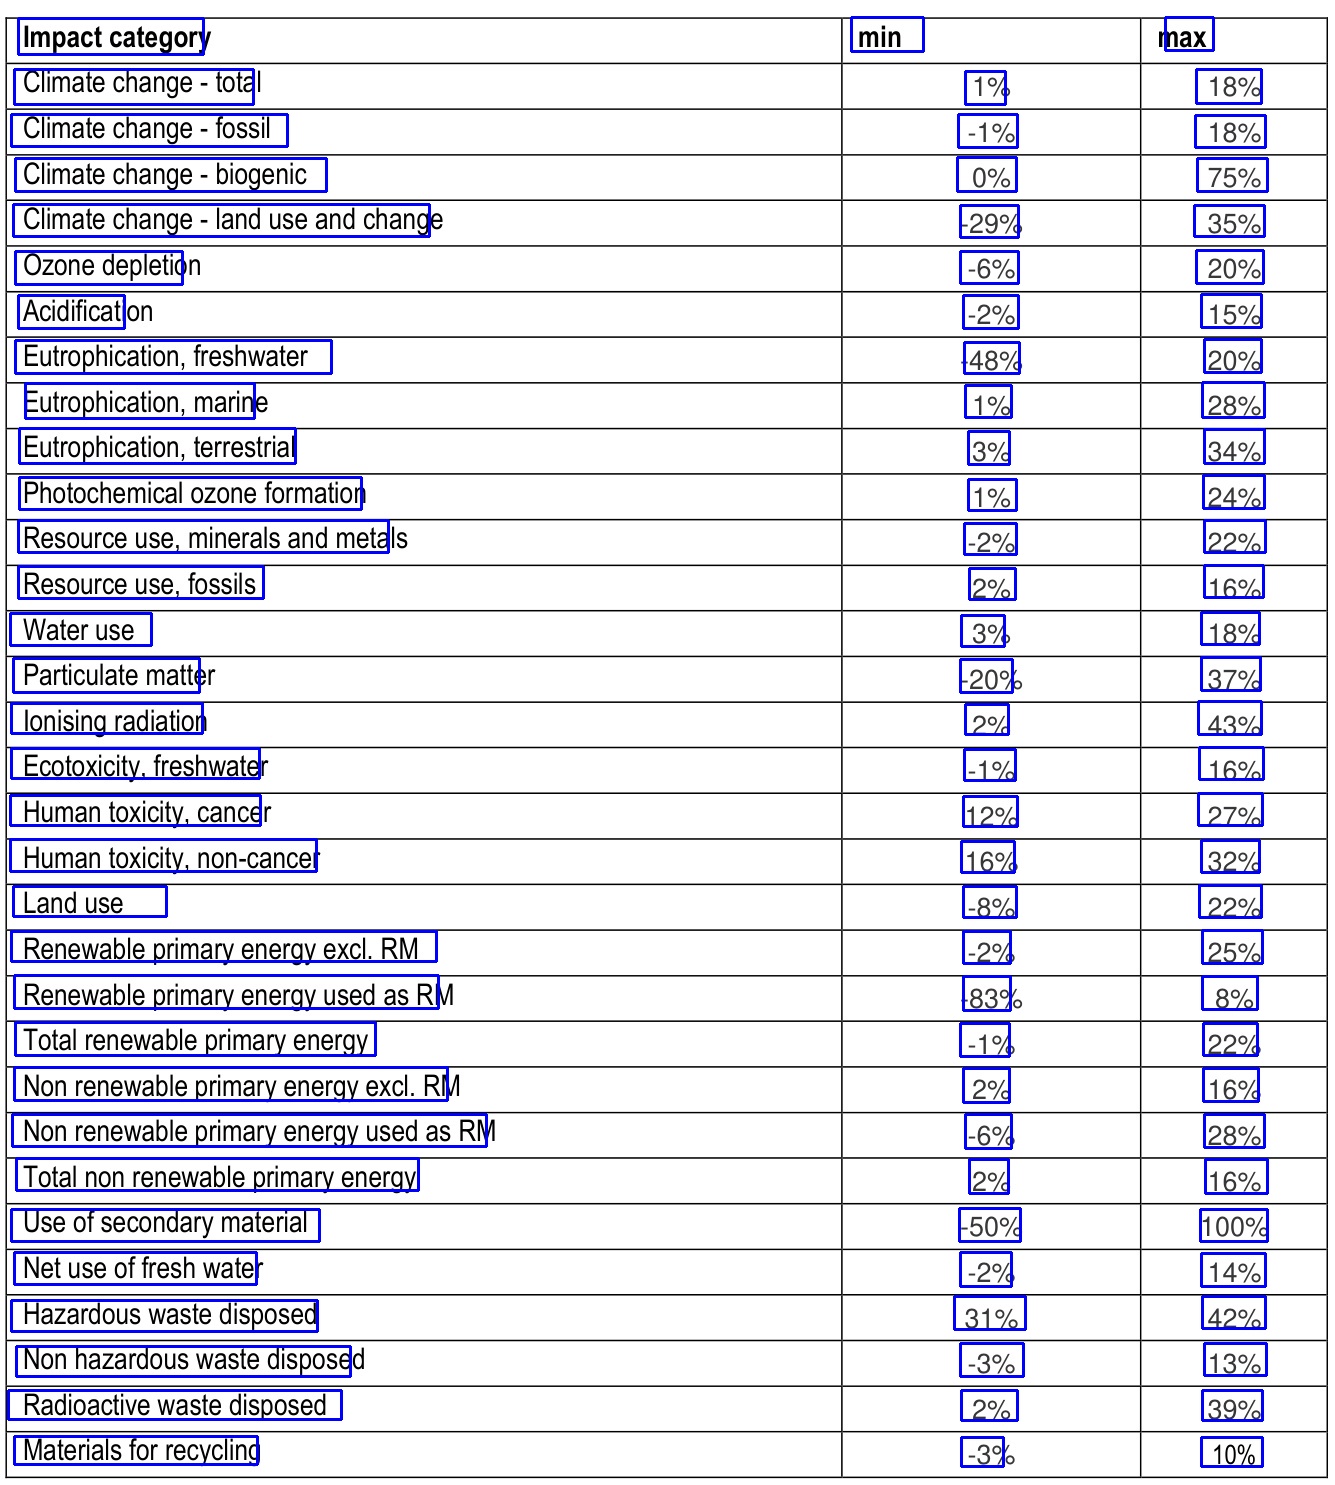 Impact category min max
Climate change - total 1% 18%
Climate change - fossil -1% 18%
Climate change - biogenic 0% 75%
Climate change - land use and change -29% 35%
Ozone depletion -6% 20%
Acidification -2% 15%
Eutrophication, freshwater -48% 20%
Eutrophication, marine 1% 28%
Eutrophication, terrestrial 3% 34%
Photochemical ozone formation 1% 24%
Resource use, minerals and metals -2% 22%
Resource use, fossils 2% 16%
Water use 3% 18%
Particulate matter -20% 37%
Ionising radiation 2% 43%
Ecotoxicity, freshwater -1% 16%
Human toxicity, cancer 12% 27%
Human toxicity, non-cancer 16% 32%
Land use -8% 22%
Renewable primary energy excl. RM -2% 25%
Renewable primary energy used as RM -83% 8%
Total renewable primary energy -1% 22%
Non renewable primary energy excl. RM 2% 16%
Non renewable primary energy used as RM -6% 28%
Total non renewable primary energy 2% 16%
Use of secondary material -50% 100%
Net use of fresh water -2% 14%
Hazardous waste disposed 31% 42%
Non hazardous waste disposed -3% 13%
Radioactive waste disposed 2% 39%
Materials for recycling -3% 10%